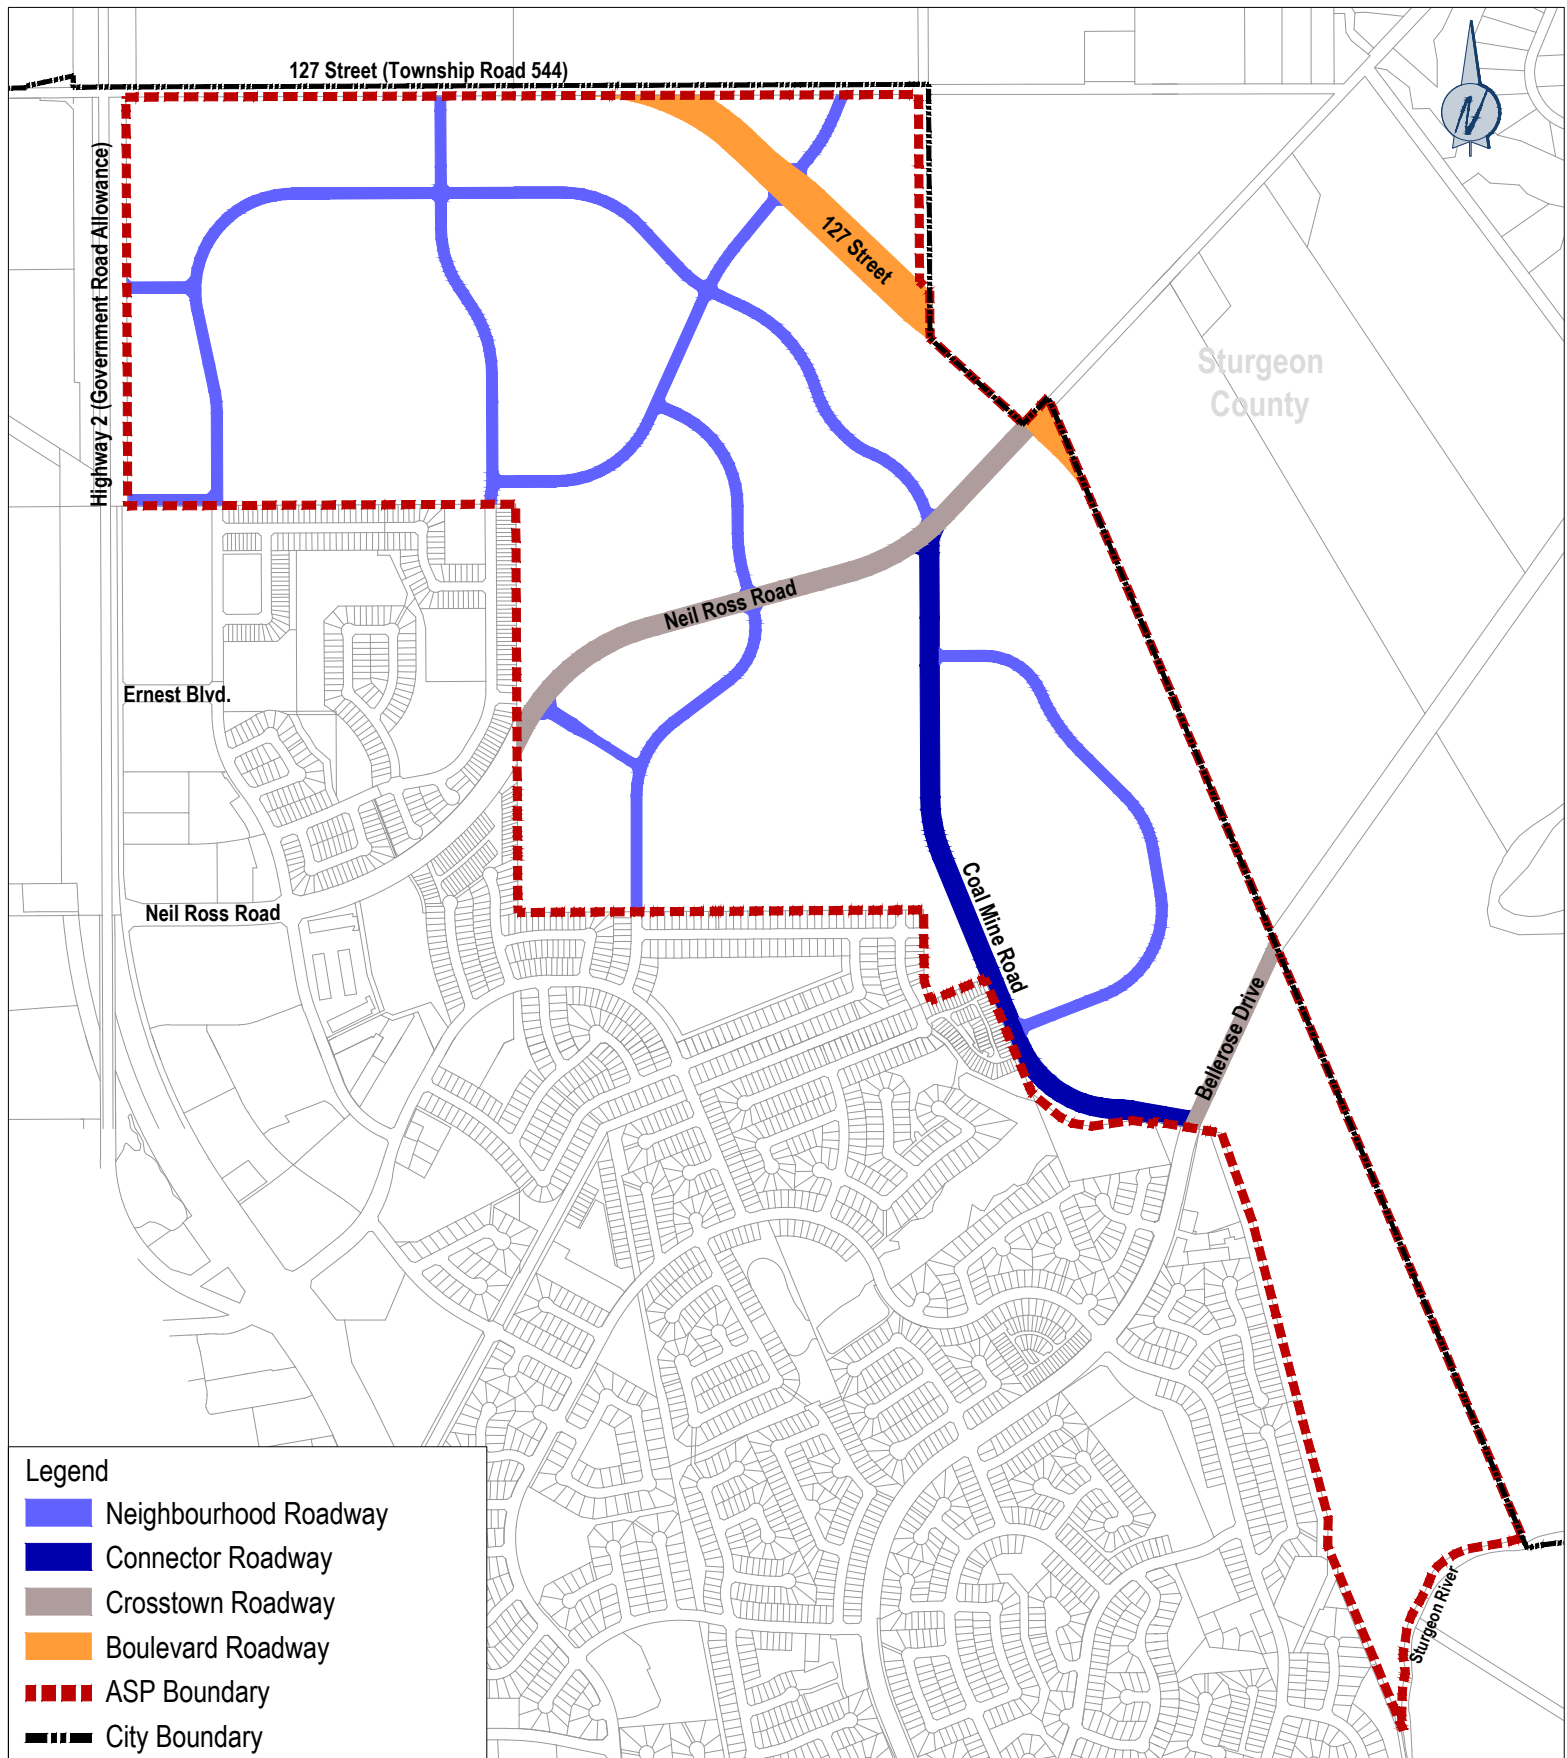 127 Street (Township Road 544)
N
Highway 2 (Government Road Allowance)
127 Street
Sturgeon
County
Neil Ross Road
Ernest Blvd.
Coal Mine Road
Neil Ross Road
Bellerose Drive
Sturgeon River
Legend
Neighbourhood Roadway
Connector Roadway
Crosstown Roadway
Boulevard Roadway
ASP Boundary
City Boundary